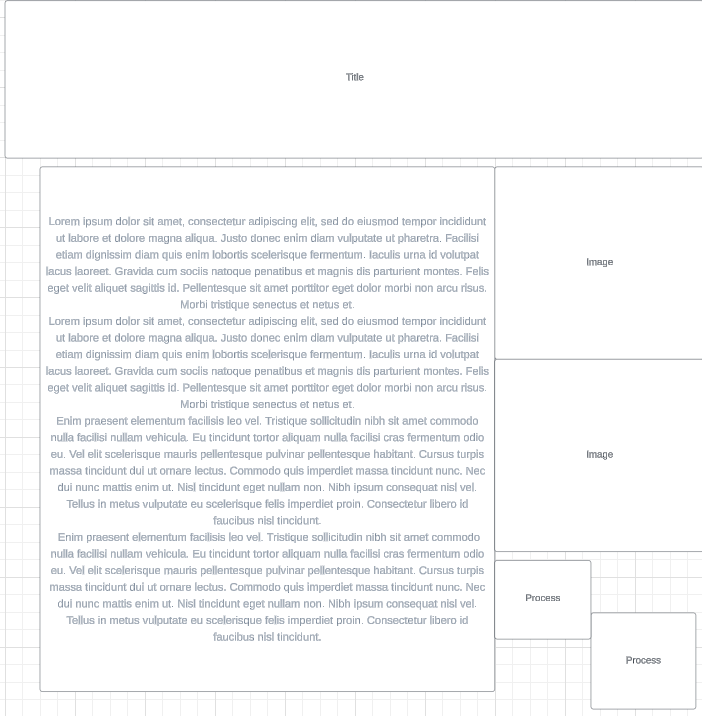 Title
Lorem ipsum dolor sit amet, consectetur adipiscing elit, sed do eiusmod tempor incididunt
ut labore et dolore magna aliqua. Justo donec enim diam vulputate ut pharetra. Facilisi
etiam dignissim diam quis enim lobortis scelerisque fermentum. Iaculis urna id volutpat
lacus laoreet. Gravida cum sociis natoque penatibus et magnis dis parturient montes. Felis
eget velit aliquet sagittis id. Pellentesque sit amet porttitor eget dolor morbi non arcu risus.
Morbi tristique senectus et netus et.
Lorem ipsum dolor sit amet, consectetur adipiscing elit, sed do eiusmod tempor incididunt
ut labore et dolore magna aliqua. Justo donec enim diam vulputate ut pharetra. Facilisi
etiam dignissim diam quis enim lobortis scelerisque fermentum. Iaculis urna id volutpat
lacus laoreet. Gravida cum sociis natoque penatibus et magnis dis parturient montes. Felis
eget velit aliquet sagittis id. Pellentesque sit amet porttitor eget dolor morbi non arcu risus.
Morbi tristique senectus et netus et.
Enim praesent elementum facilisis leo vel. Tristique sollicitudin nibh sit amet commodo
nulla facilisi nullam vehicula. Eu tincidunt tortor aliquam nulla facilisi cras fermentum odio
eu. Vel elit scelerisque mauris pellentesque pulvinar pellentesque habitant. Cursus turpis
massa tincidunt dui ut ornare lectus. Commodo quis imperdiet massa tincidunt nunc. Nec
dui nunc mattis enim ut. Nisl tincidunt eget nullam non. Nibh ipsum consequat nisl vel.
Tellus in metus vulputate eu scelerisque felis imperdiet proin. Consectetur libero id
faucibus nisl tincidunt.
Enim praesent elementum facilisis leo vel. Tristique sollicitudin nibh sit amet commodo
nulla facilisi nullam vehicula. Eu tincidunt tortor aliquam nulla facilisi cras fermentum odio
eu. Vel elit scelerisque mauris pellentesque pulvinar pellentesque habitant. Cursus turpis
massa tincidunt dui ut ornare lectus. Commodo quis imperdiet massa tincidunt nunc. Nec
dui nunc mattis enim ut. Nisl tincidunt eget nullam non. Nibh ipsum consequat nisl vel.
Tellus in metus vulputate eu scelerisque felis imperdiet proin. Consectetur libero id
faucibus nisl tincidunt.
Image
Image
Process
Process